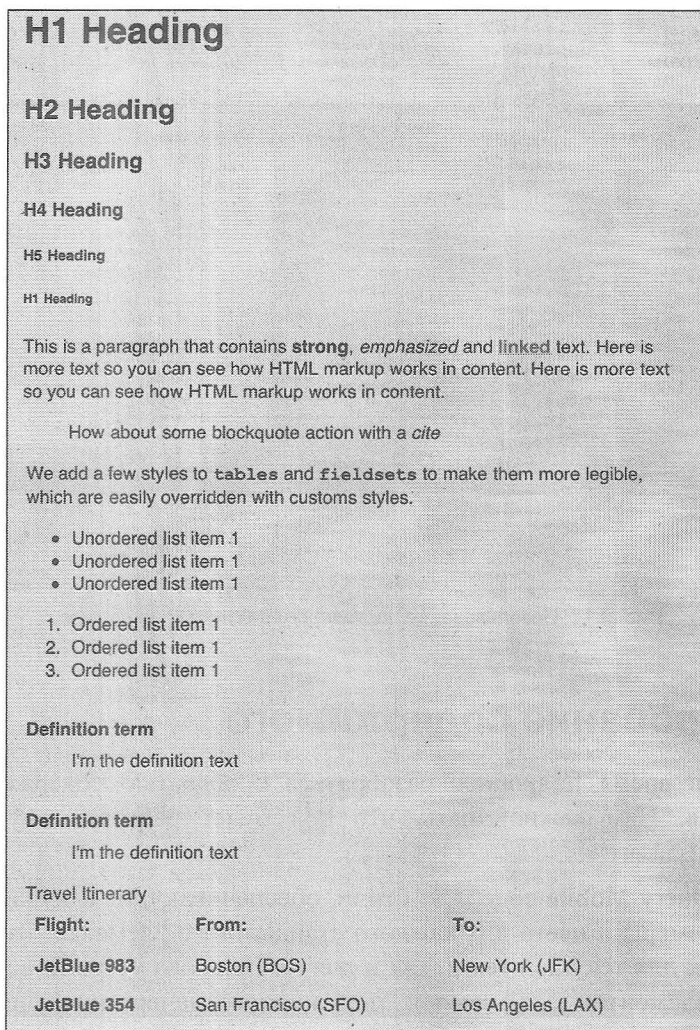 H1 Heading
H2 Heading
H3 Heading
H4 Heading
H5 Heading
H1 Heading
This is a paragraph that contains strong, emphasized and linked text. Here is
more text so you can see how HTML markup works in content. Here is more text
so you can see how HTML markup works in content.
How about some blockquote action with a cite
We add a few styles to tables and fieldsets to make them more legible,
which are easily overridden with customs styles.
• Unordered list item 1
• Unordered list item 1
• Unordered list item 1
1. Ordered list item 1
2. Ordered list item 1
3. Ordered list item 1
Definition term
I'm the definition text
Definition term
I'm the definition text
Travel Itinerary
Flight: From: To:
JetBlue 983 Boston (BOS) New York (JFK)
JetBlue 354 San Francisco (SFO) Los Angeles (LAX)